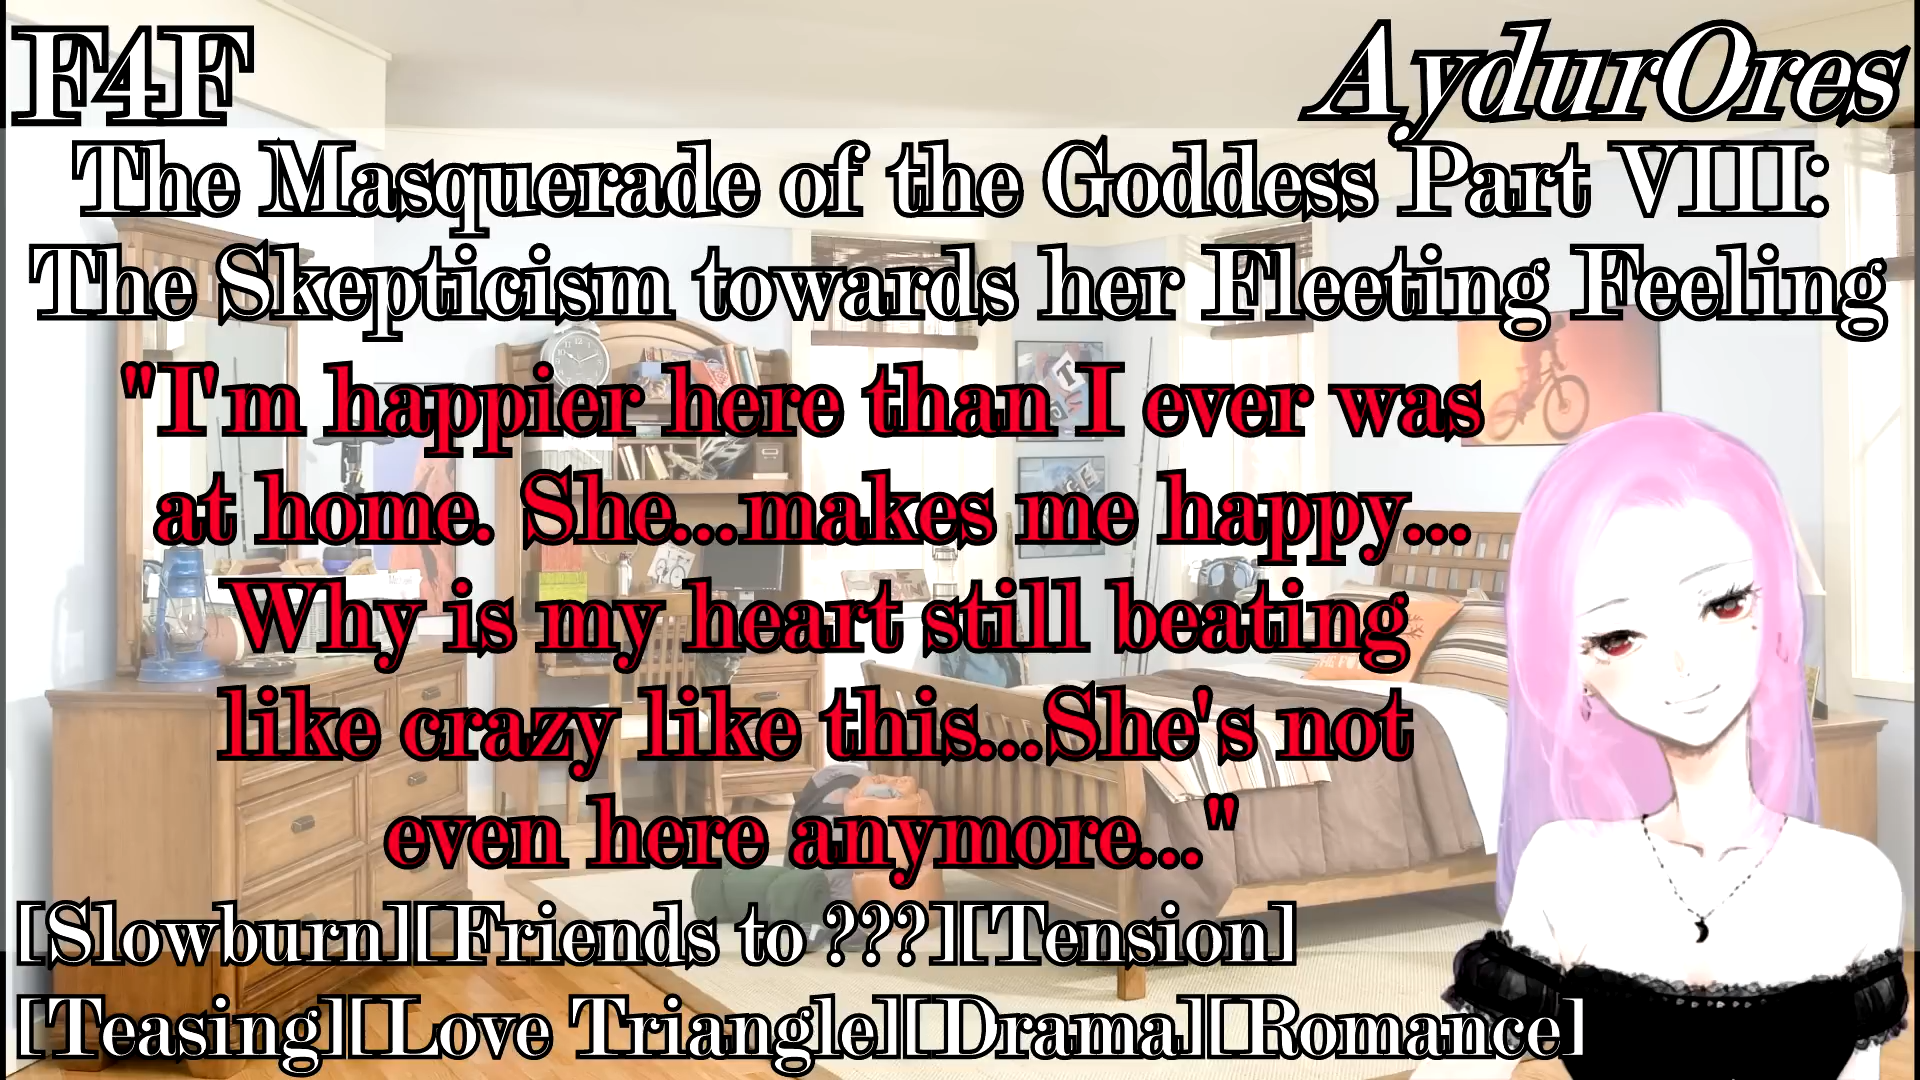 F4F
AydurOres
The Masquerade of the Goddess Part VIII:
The Skepticism towards her Fleeting Feeling
"I'm happier here than I ever was
at home. She...makes me happy...
Why is my heart still beating
like crazy like this...She's not
even here anymore..."
[Slowburn][Friends to ???][Tension]
[Teasing][Love Triangle][Drama][Romance]